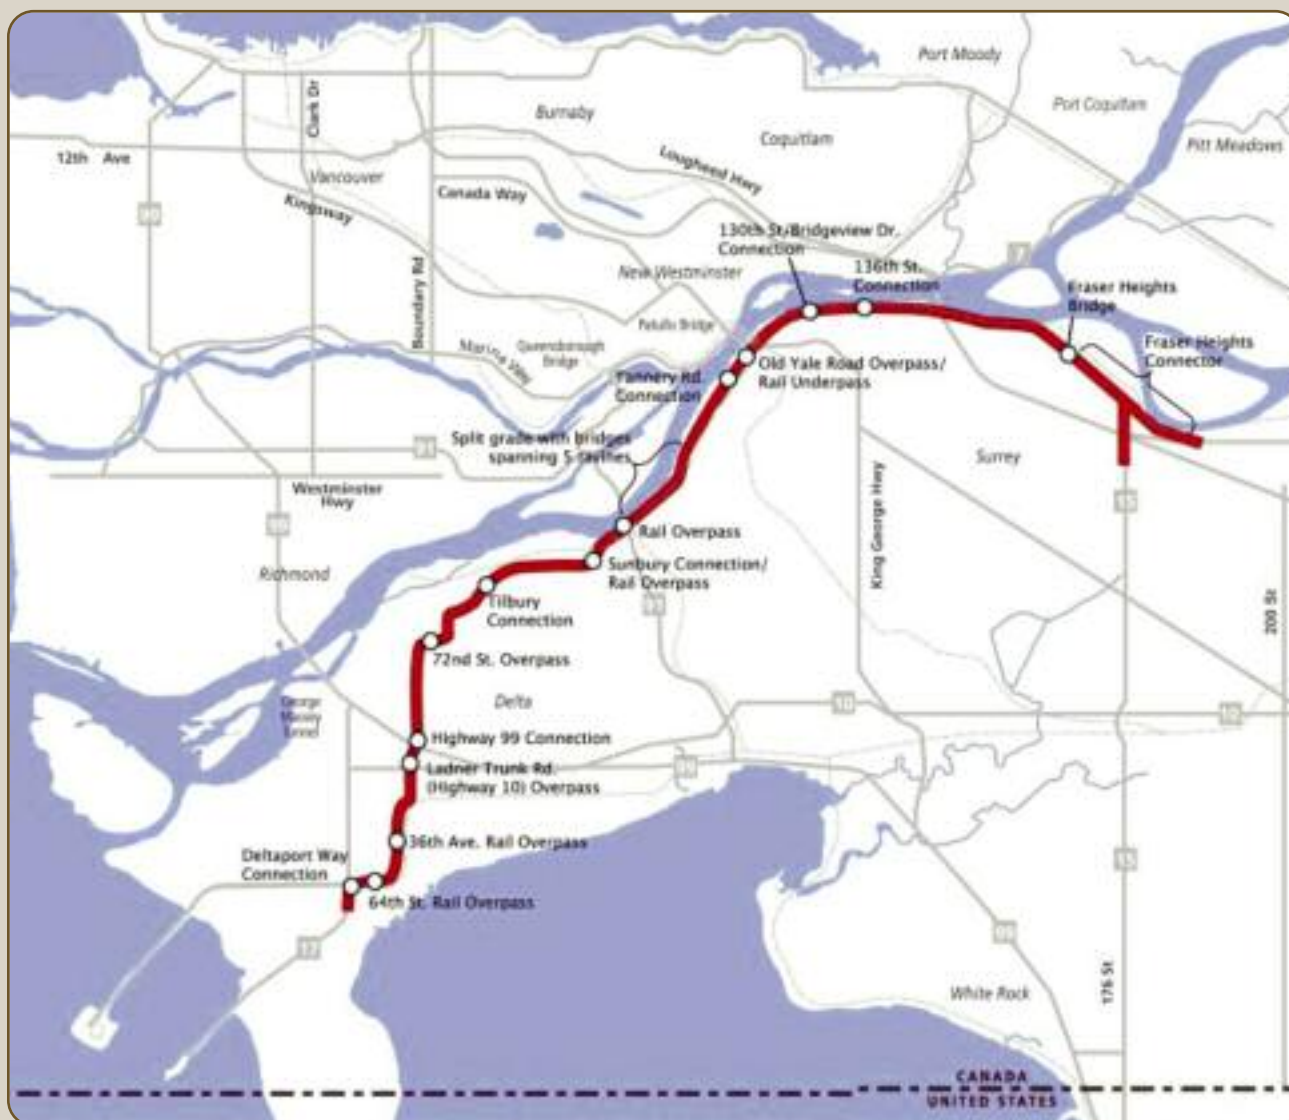 Port Moody
Port Coquitlam
Pitt Meadows
Burnaby
Coquitlam
Clark Dr
12th Ave
Vancouver
Kingsway
Canada Way
Lougheed Hwy
130th St/Bridgeview Dr.
Connection
136th St.
Connection
New Westminster
Boundary Rd
Fraser Heights
Bridge
Fraser Heights
Connector
Pattullo Bridge
Queensborough
Bridge
Marine Way
Old Yale Road Overpass/
Rail Underpass
Tannery Rd.
Connection
Split grade with bridges
spanning 5 ravines
Surrey
King George Hwy
Westminster
Hwy
Rail Overpass
Richmond
Sunbury Connection/
Rail Overpass
Tilbury
Connection
200 St
72nd St. Overpass
George
Massey
Tunnel
Delta
10
Highway 99 Connection
Ladner Trunk Rd.
(Highway 10) Overpass
36th Ave. Rail Overpass
Deltaport Way
Connection
64th St. Rail Overpass
99
176 St
White Rock
CANADA
UNITED STATES